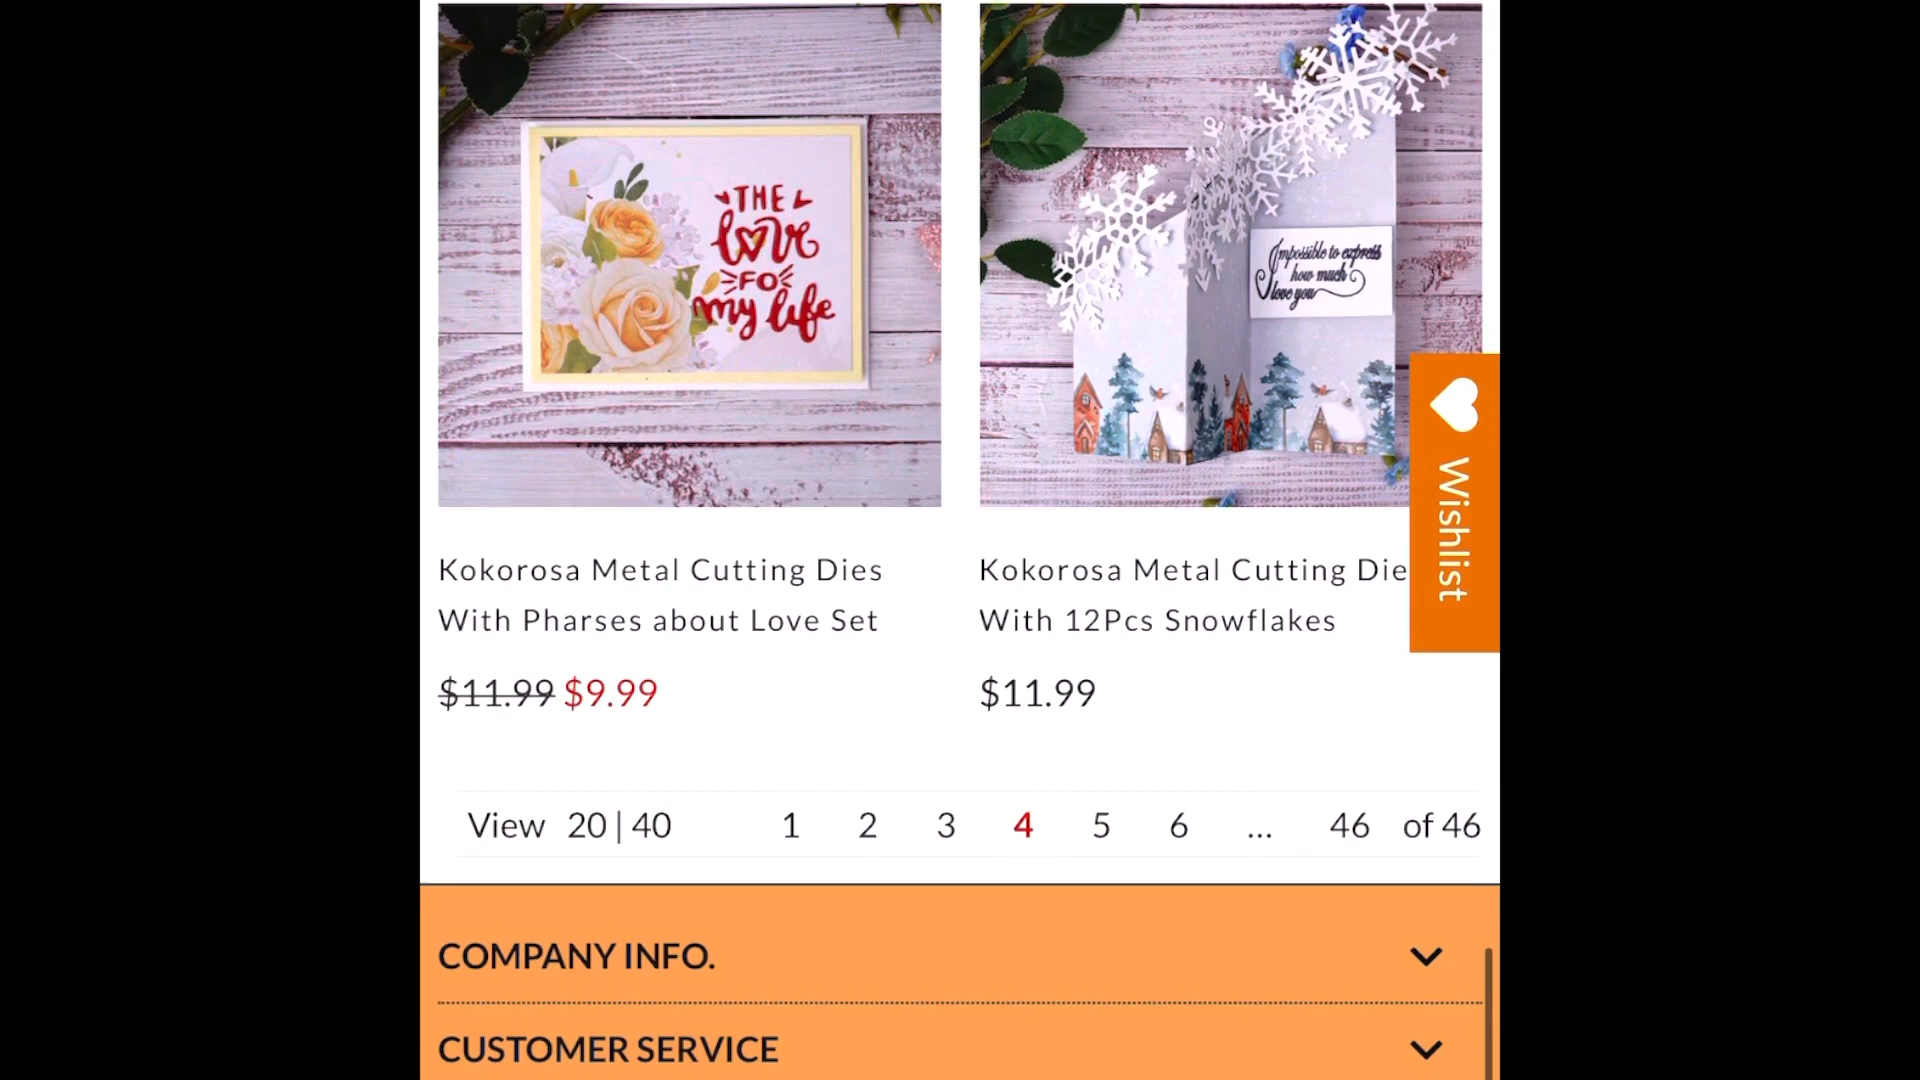 THE
love
FO
my life
Impossible to express
how much
I love you
Wishlist
Kokorosa Metal Cutting Dies
With Pharses about Love Set
$11.99 $9.99
Kokorosa Metal Cutting Die
With 12Pcs Snowflakes
$11.99
View 20 | 40 1 2 3 4 5 6 ... 46 of 46
COMPANY INFO.
CUSTOMER SERVICE